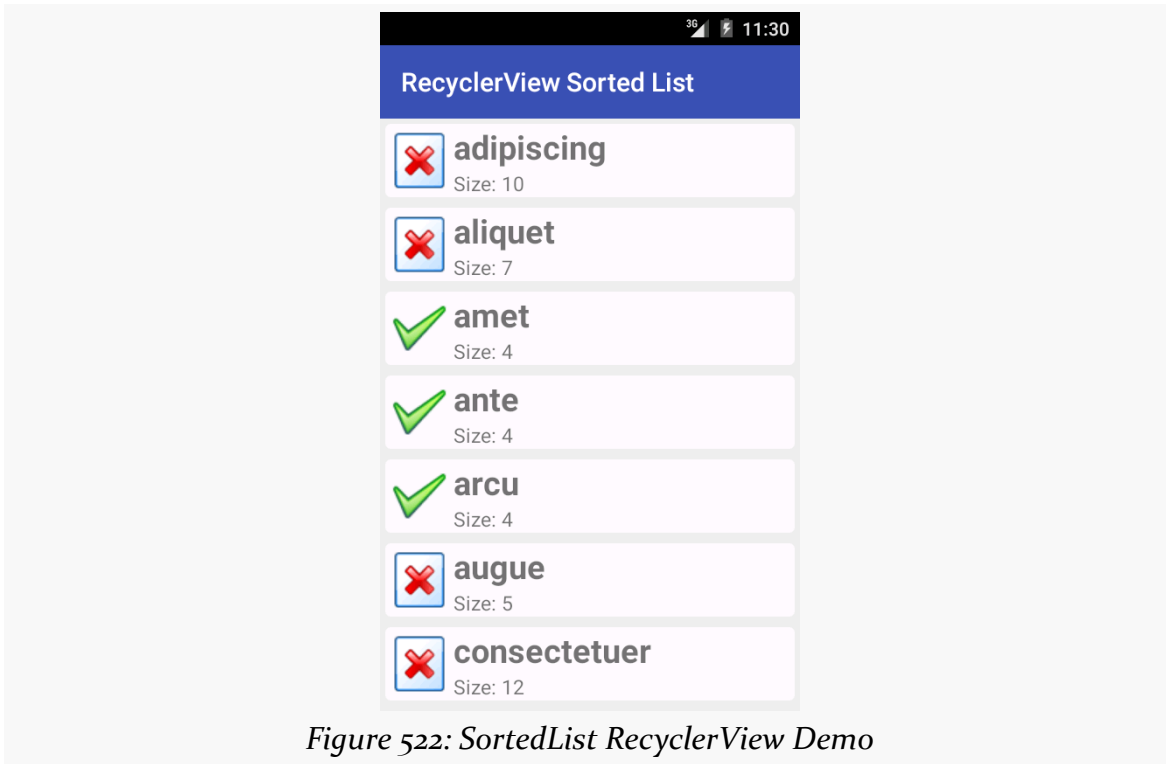 3G 11:30
RecyclerView Sorted List
adipiscing
Size: 10
aliquet
Size: 7
amet
Size: 4
ante
Size: 4
arcu
Size: 4
augue
Size: 5
consectetuer
Size: 12
Figure 522: SortedList RecyclerView Demo